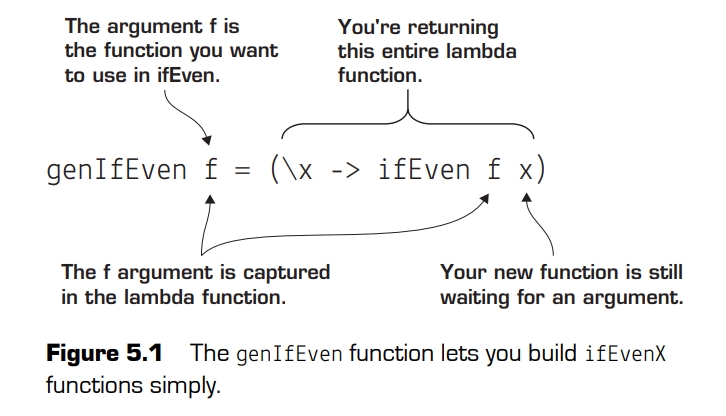 The argument f is
the function you want
to use in ifEven.
You're returning
this entire lambda
function.
genIfEven f = (\x -> ifEven f x)
The f argument is captured
in the lambda function.
Your new function is still
waiting for an argument.
Figure 5.1 The genIfEven function lets you build ifEvenX
functions simply.